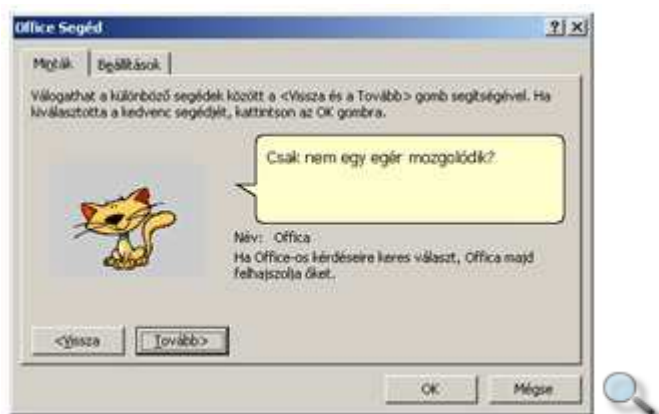 Office Segéd
Minták Beállítások
Válogathat a különböző segédek között a <Vissza és a Tovább> gomb segítségével. Ha
kiválasztotta a kedvenc segédjét, kattintson az OK gombra.
Csak nem egy egér mozgolódik?
Név: Offica
Ha Office-os kérdéseire keres választ, Offica majd
felhajszolja őket.
<Vissza Tovább>
OK Mégse